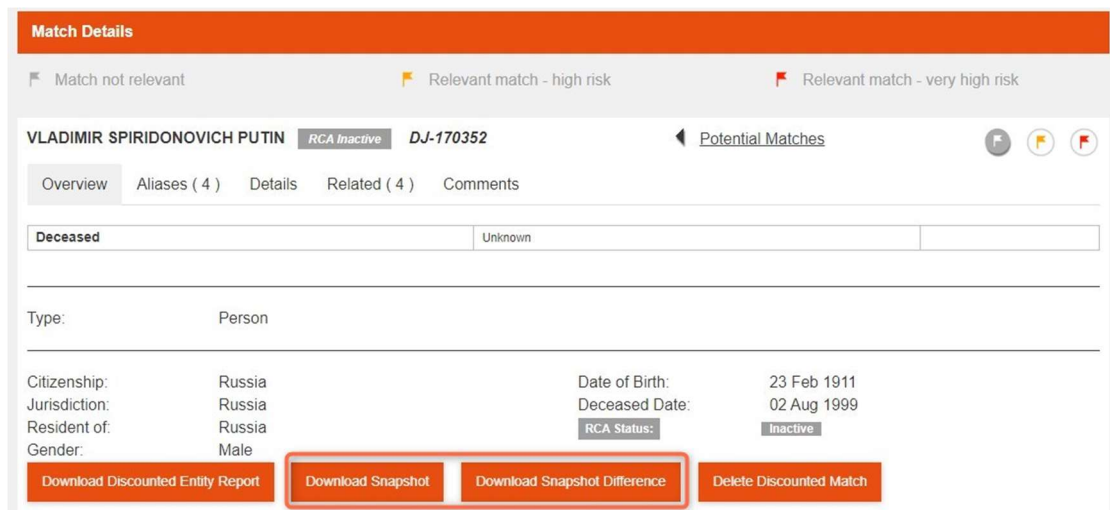 Match Details
Match not relevant Relevant match - high risk Relevant match - very high risk
VLADIMIR SPIRIDONOVICH PUTIN RCA Inactive DJ-170352 Potential Matches
Overview Aliases ( 4 ) Details Related ( 4 ) Comments
Deceased Unknown
Type: Person
Citizenship: Russia Date of Birth: 23 Feb 1911
Jurisdiction: Russia Deceased Date: 02 Aug 1999
Resident of: Russia RCA Status: Inactive
Gender: Male
Download Discounted Entity Report Download Snapshot Download Snapshot Difference Delete Discounted Match